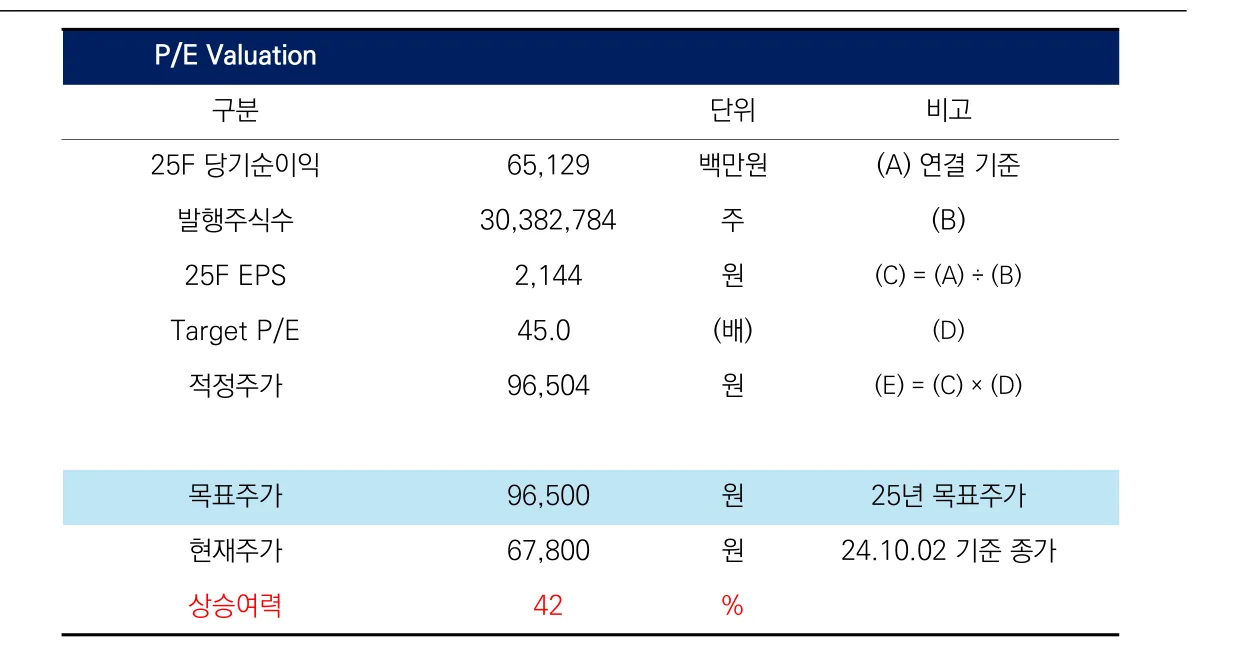 P/E Valuation
구분 단위 비고
25F 당기순이익 65,129 백만원 (A) 연결 기준
발행주식수 30,382,784 주 (B)
25F EPS 2,144 원 (C) = (A) ÷ (B)
Target P/E 45.0 (배) (D)
적정주가 96,504 원 (E) = (C) × (D)
목표주가 96,500 원 25년 목표주가
현재주가 67,800 원 24.10.02 기준 종가
상승여력 42 %